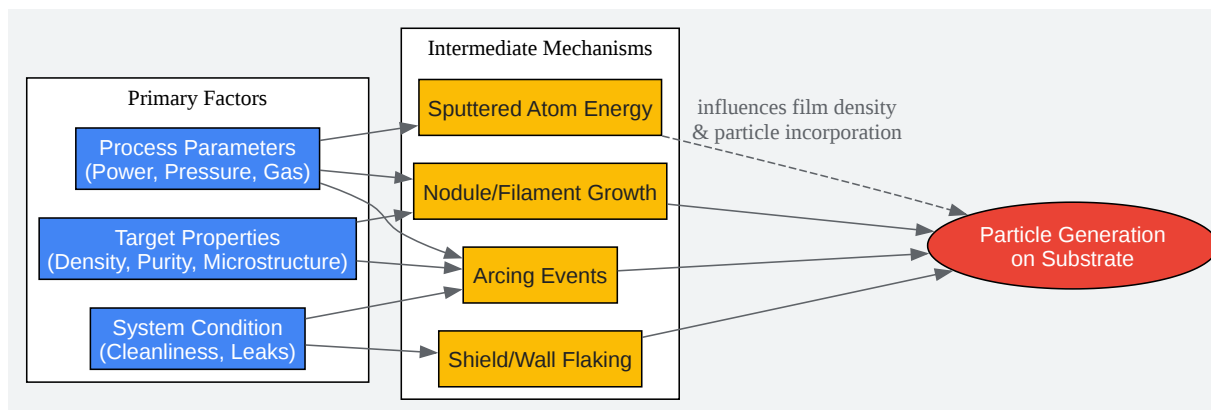 Primary Factors
Process Parameters
(Power, Pressure, Gas)
Target Properties
(Density, Purity, Microstructure)
System Condition
(Cleanliness, Leaks)
Intermediate Mechanisms
Sputtered Atom Energy
Nodule/Filament Growth
Arcing Events
Shield/Wall Flaking
influences film density
& particle incorporation
Particle Generation
on Substrate